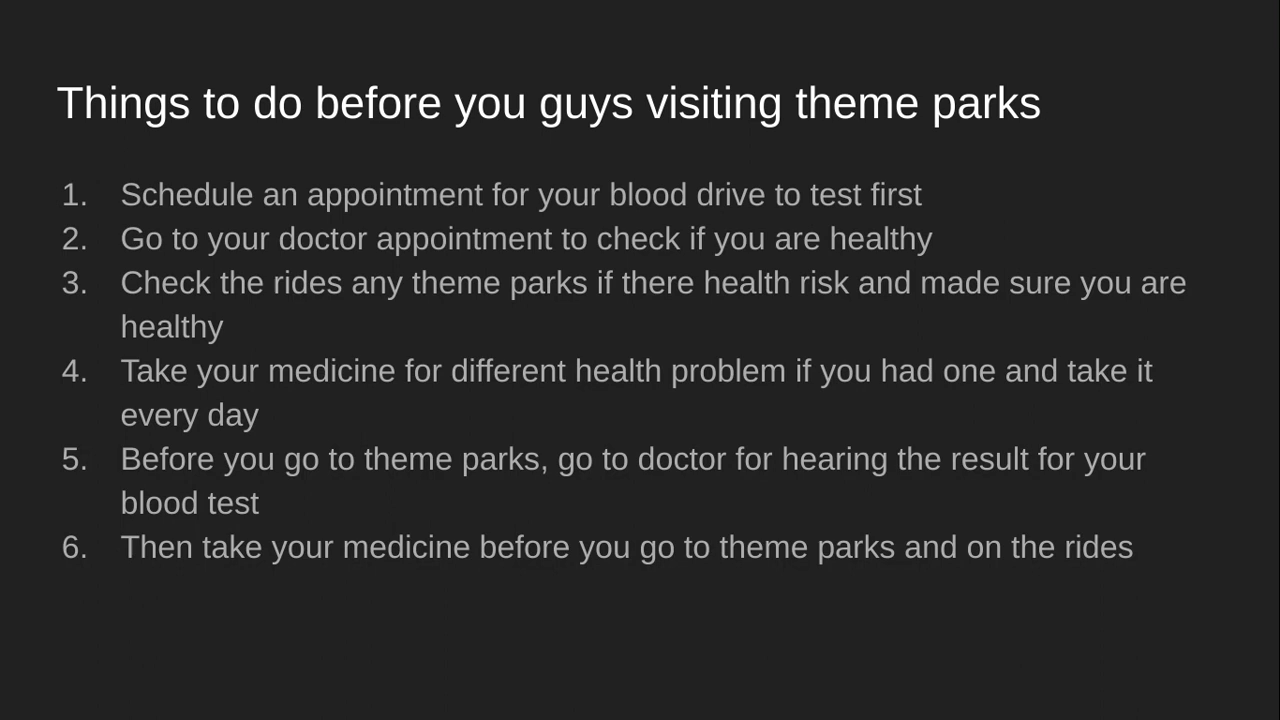 Things to do before you guys visiting theme parks
1. Schedule an appointment for your blood drive to test first
2. Go to your doctor appointment to check if you are healthy
3. Check the rides any theme parks if there health risk and made sure you are
healthy
4. Take your medicine for different health problem if you had one and take it
every day
5. Before you go to theme parks, go to doctor for hearing the result for your
blood test
6. Then take your medicine before you go to theme parks and on the rides